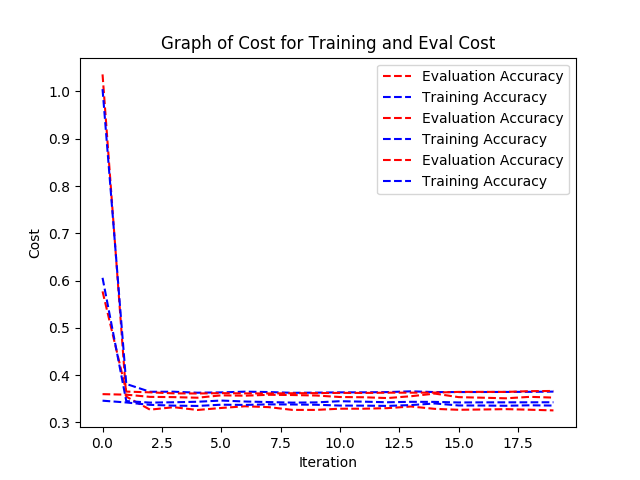 Graph of Cost for Training and Eval Cost
Evaluation Accuracy
Training Accuracy
Evaluation Accuracy
Training Accuracy
Evaluation Accuracy
Training Accuracy
1.0
0.9
0.8
0.7
0.6
0.5
0.4
0.3
Cost
0.0 2.5 5.0 7.5 10.0 12.5 15.0 17.5
Iteration